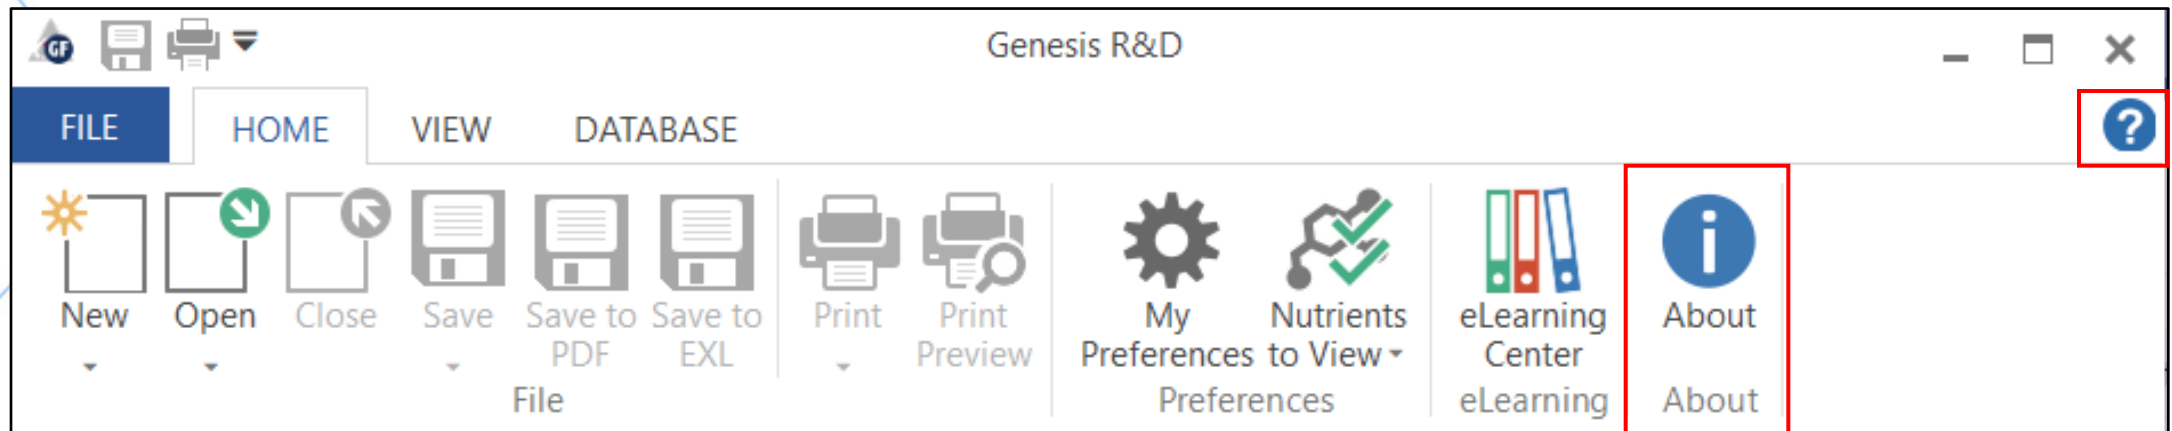 GF
Genesis R&D
FILE HOME VIEW DATABASE
?
New Open Close Save Save to PDF Save to EXL Print Print Preview My Preferences Nutrients to View eLearning Center About
File Preferences eLearning About